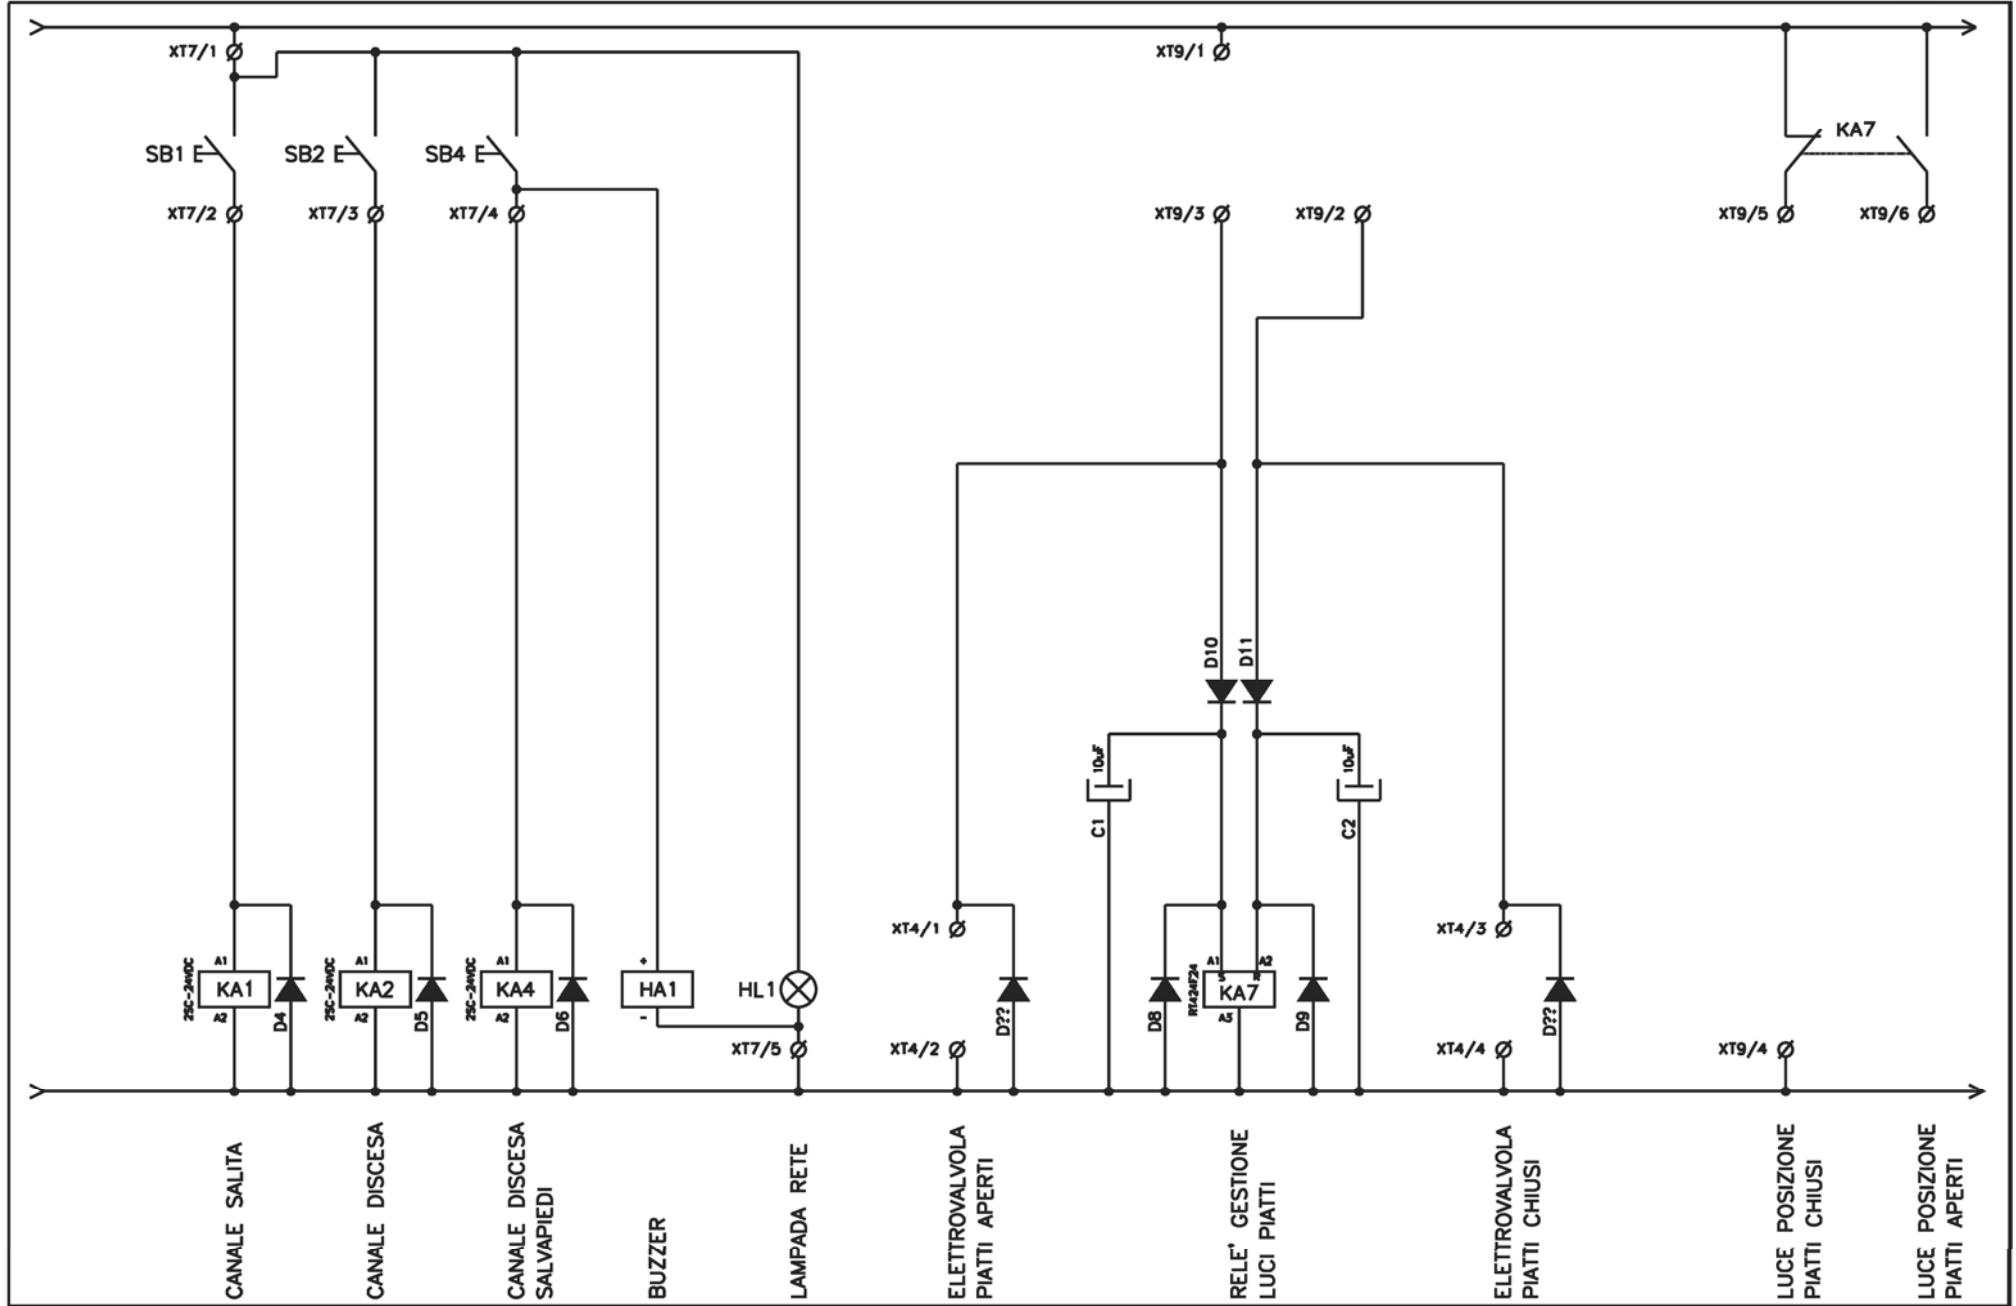 XT7/1
XT9/1
KA7
SB1
SB2
SB4
XT7/2
XT7/3
XT7/4
XT9/3
XT9/2
XT9/5
XT9/6
D10
D11
10uF
10uF
C1
C2
XT4/1
XT4/3
2SC-24VDC
A1
KA1
A2
D4
2SC-24VDC
A1
KA2
A2
D5
2SC-24VDC
A1
KA4
A2
D6
+
HA1
-
HL1
XT7/5
XT4/2
D??
D8
RT424F24
A1
A2
S
R
KA7
A3
D9
XT4/4
D??
XT9/4
CANALE SALITA
CANALE DISCESA
CANALE DISCESA
SALVAPIEDI
BUZZER
LAMPADA RETE
ELETTROVALVOLA
PIATTI APERTI
RELE' GESTIONE
LUCI PIATTI
ELETTROVALVOLA
PIATTI CHIUSI
LUCE POSIZIONE
PIATTI CHIUSI
LUCE POSIZIONE
PIATTI APERTI